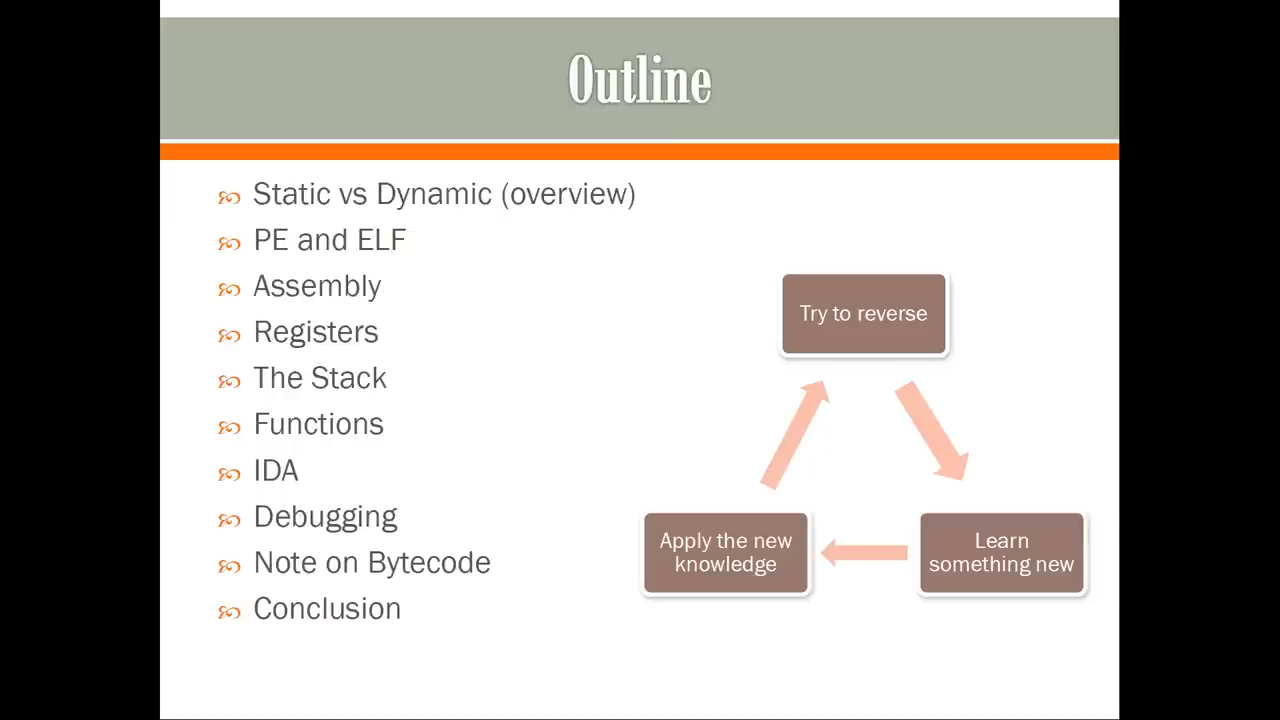 Outline
Static vs Dynamic (overview)
PE and ELF
Assembly
Registers
The Stack
Functions
IDA
Debugging
Note on Bytecode
Conclusion
Try to reverse
Learn
something new
Apply the new
knowledge